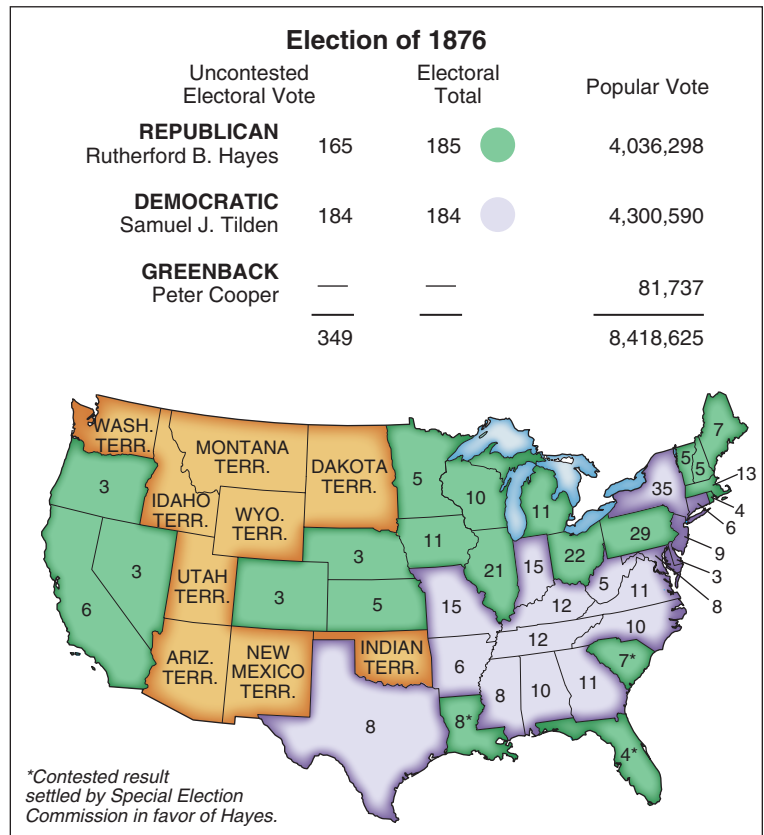 Election of 1876
Uncontested
Electoral Vote
Electoral
Total
Popular Vote
REPUBLICAN
Rutherford B. Hayes 165 185 4,036,298
DEMOCRATIC
Samuel J. Tilden 184 184 4,300,590
GREENBACK
Peter Cooper — — 81,737
349 8,418,625
WASH.
TERR.
MONTANA
TERR.
DAKOTA
TERR.
IDAHO
TERR.
WYO.
TERR.
UTAH
TERR.
ARIZ.
TERR.
NEW
MEXICO
TERR.
INDIAN
TERR.
3
6
3
3
3
5
5
11
10
21
11
15
22
29
35
5
5
7
13
4
6
9
3
8
15
12
5
11
10
12
6
8
10
11
7*
8
8*
4*
*Contested result
settled by Special Election
Commission in favor of Hayes.